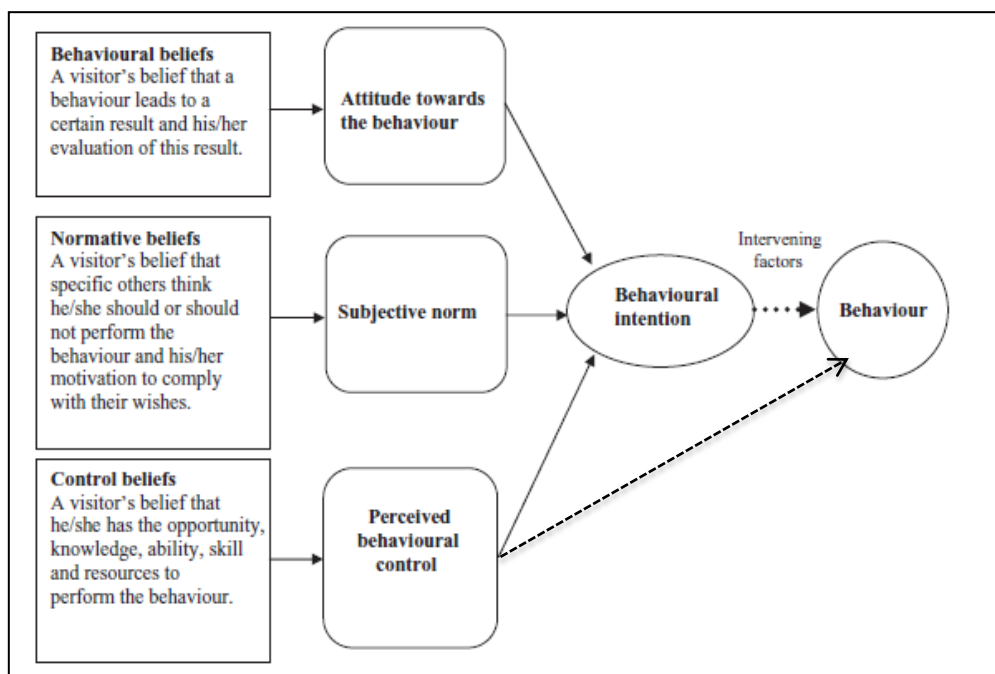 Behavioural beliefs
A visitor's belief that a
behaviour leads to a
certain result and his/her
evaluation of this result.
Attitude towards
the behaviour
Normative beliefs
A visitor's belief that
specific others think
he/she should or should
not perform the
behaviour and his/her
motivation to comply
with their wishes.
Subjective norm
Behavioural
intention
Intervening
factors
Behaviour
Control beliefs
A visitor's belief that
he/she has the opportunity,
knowledge, ability, skill
and resources to
perform the behaviour.
Perceived
behavioural
control